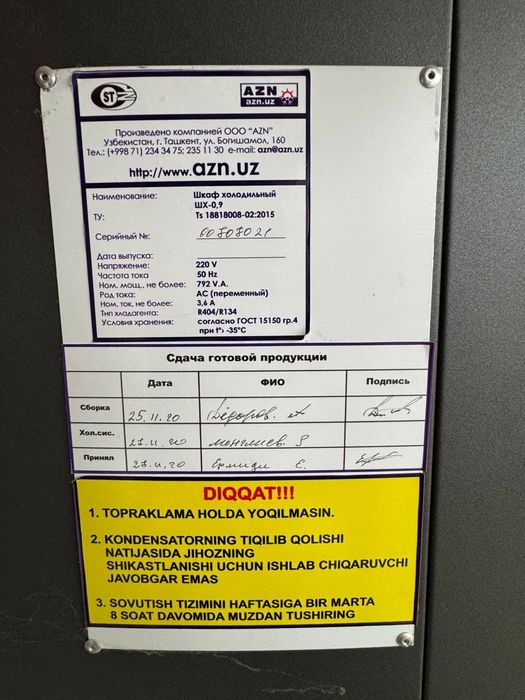 ST
AZN
azn.uz
Произведено компанией ООО "AZN"
Узбекистан, г. Ташкент, ул. Богишамол, 160
Тел.: (+998 71) 234 34 75; 235 11 30 e-mail: azn@azn.uz
http://www.azn.uz
Наименование: Шкаф холодильный
ШХ-0,9
ТУ: Ts 18818008-02:2015
Серийный №:
Дата выпуска:
Напряжение: 220 V
Частота тока 50 Hz
Ном. мощ., не более: 792 V.A.
Род тока: AC (переменный)
Ном. ток, не более: 3,6 A
Тип хладагента: R404/R134
Условия хранения: согласно ГОСТ 15150 гр.4
при t°> -35°C
Сдача готовой продукции
Дата ФИО Подпись
Сборка 25.11.20
Хол.сис. 27.11.20
Принял 27.11.20
DIQQAT!!!
1. TOPRAKLAMA HOLDA YOQILMASIN.
2. KONDENSATORNING TIQILIB QOLISHI
NATIJASIDA JIHOZNING
SHIKASTLANISHI UCHUN ISHLAB CHIQARUVCHI
JAVOBGAR EMAS
3. SOVUTISH TIZIMINI HAFTASIGA BIR MARTA
8 SOAT DAVOMIDA MUZDAN TUSHIRING